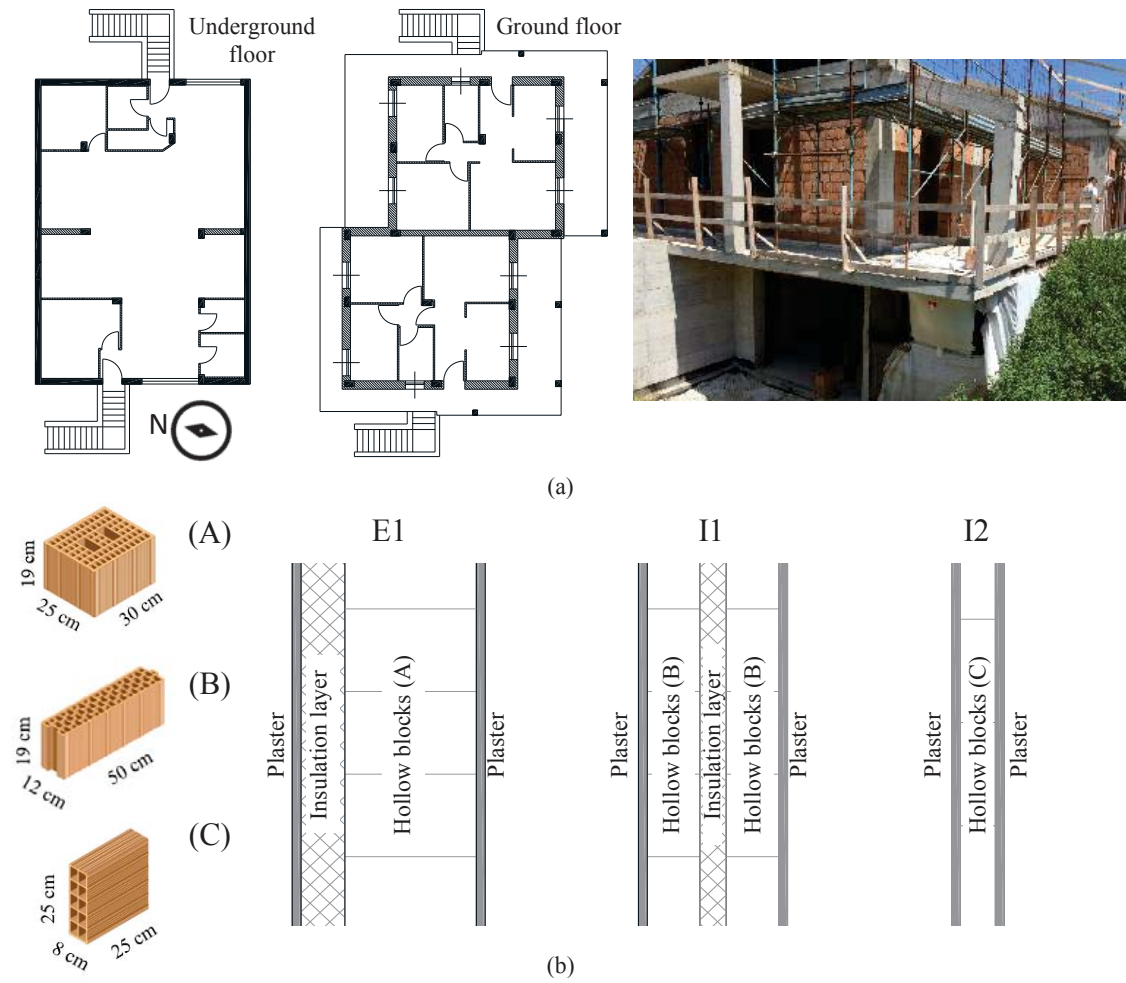 Underground
floor
Ground floor
N
(a)
(A)
19 cm
25 cm
30 cm
(B)
19 cm
12 cm
50 cm
(C)
25 cm
8 cm
25 cm
E1
Plaster
Insulation layer
Hollow blocks (A)
Plaster
I1
Plaster
Hollow blocks (B)
Insulation layer
Hollow blocks (B)
Plaster
I2
Plaster
Hollow blocks (C)
Plaster
(b)